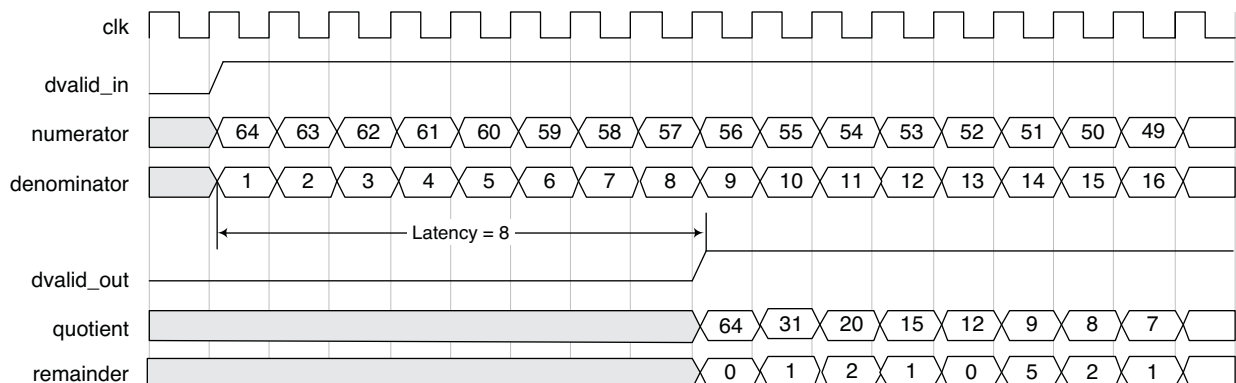 clk
dvalid_in
numerator 64 63 62 61 60 59 58 57 56 55 54 53 52 51 50 49
denominator 1 2 3 4 5 6 7 8 9 10 11 12 13 14 15 16
Latency = 8
dvalid_out
quotient 64 31 20 15 12 9 8 7
remainder 0 1 2 1 0 5 2 1